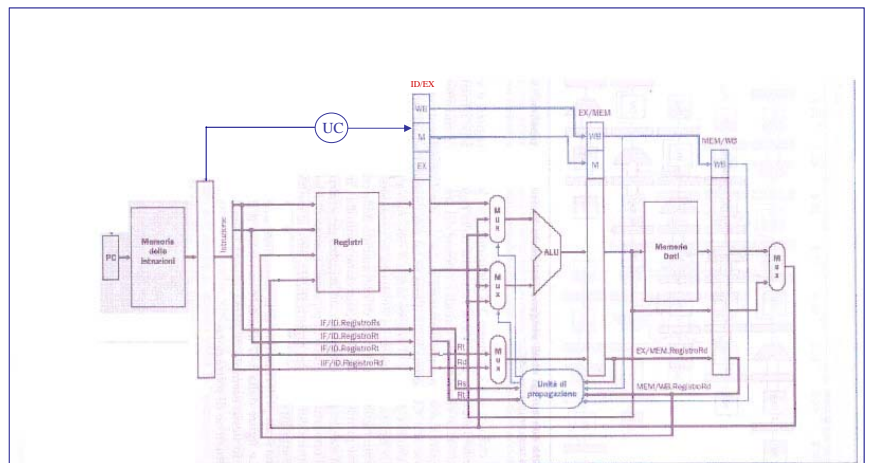 ID/EX
WB
UC
M
EX
EX/MEM
WB
M
MEM/WB
WB
PC
Memoria
delle
Istruzioni
Istruzione
Registri
M
u
x
M
u
x
ALU
Memoria
Dati
M
u
x
IF/ID.RegistroRs
IF/ID.RegistroRt
IF/ID.RegistroRt
IIF/ID.RegistroRd
Rt
Rd
Rs
Rt
M
u
x
Unità di
propagazione
EX/MEM.RegistroRd
MEM/WB.RegistroRd